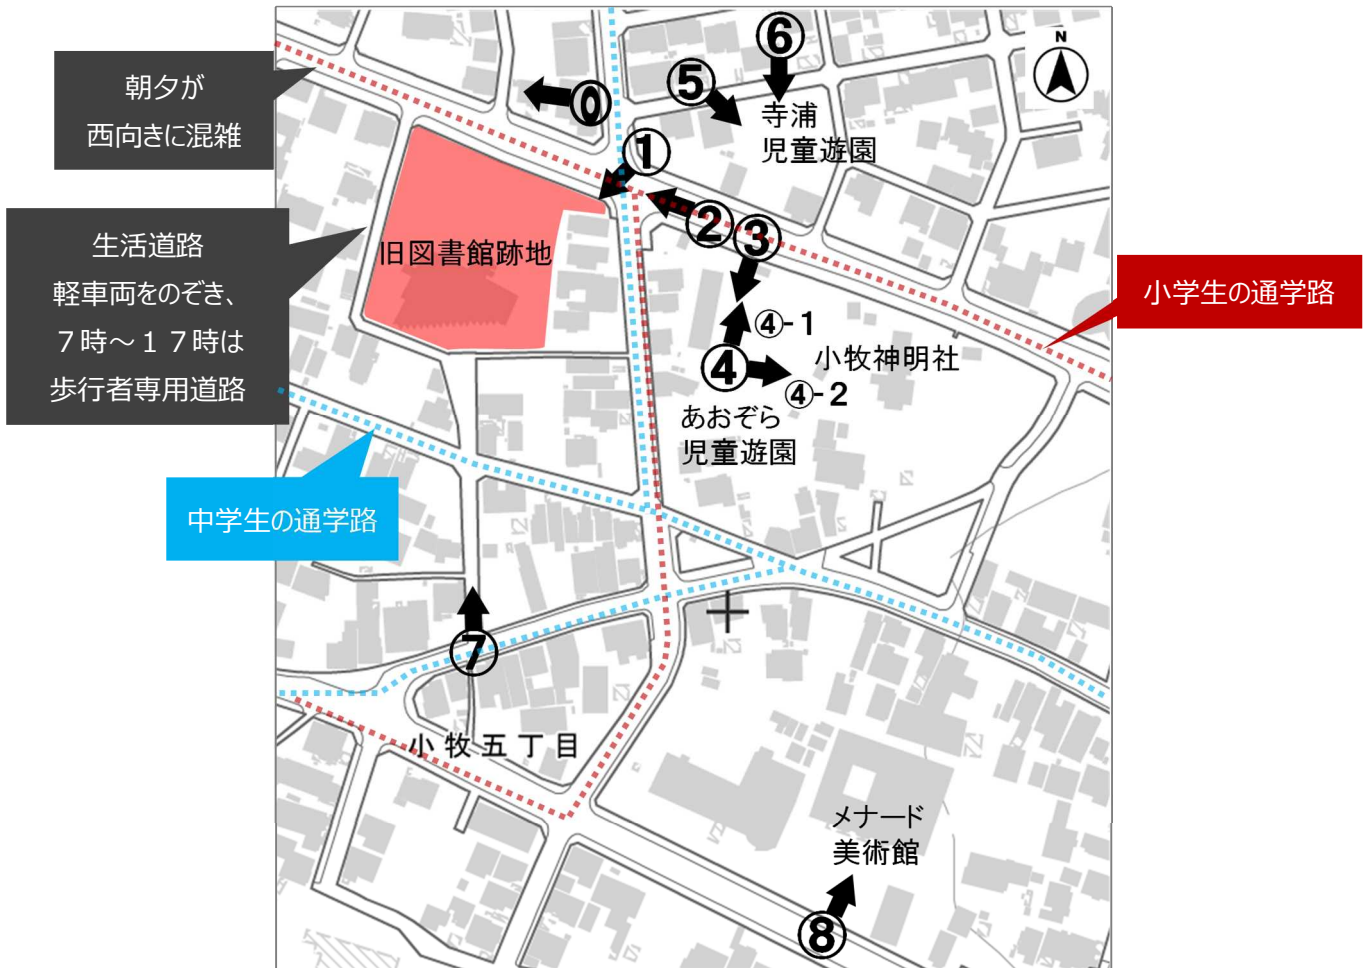 朝夕が
西向きに混雑
生活道路
軽車両をのぞき、
７時～１７時は
歩行者専用道路
中学生の通学路
小学生の通学路
N
⓪
①
②
③
④
④-1
④-2
⑤
⑥
⑦
⑧
寺浦
児童遊園
旧図書館跡地
小牧神明社
あおぞら
児童遊園
小牧五丁目
メナード
美術館